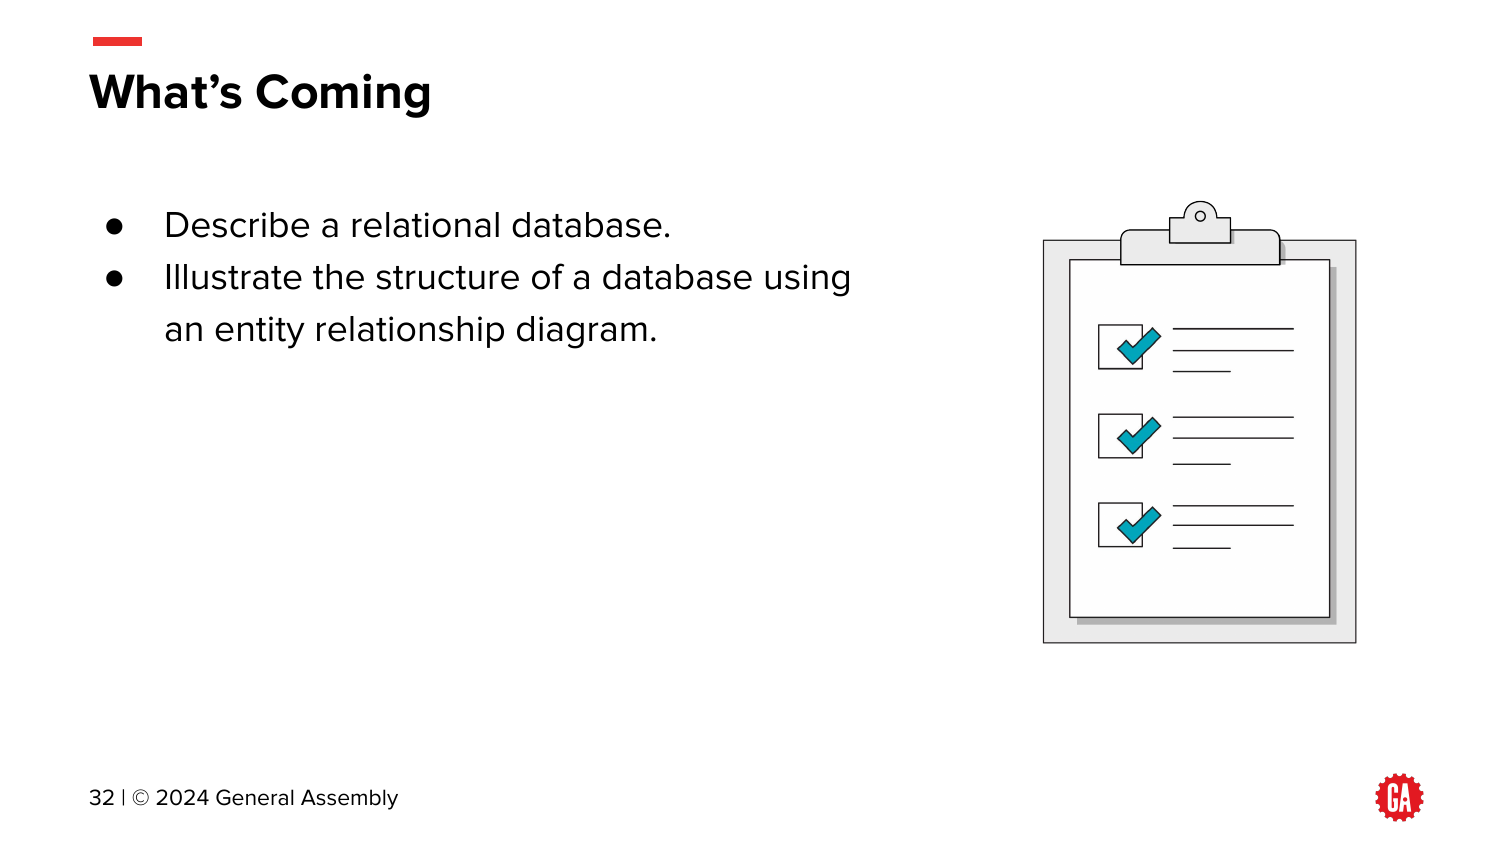 What’s Coming
● Describe a relational database.
● Illustrate the structure of a database using
an entity relationship diagram.
32 | © 2024 General Assembly
GA